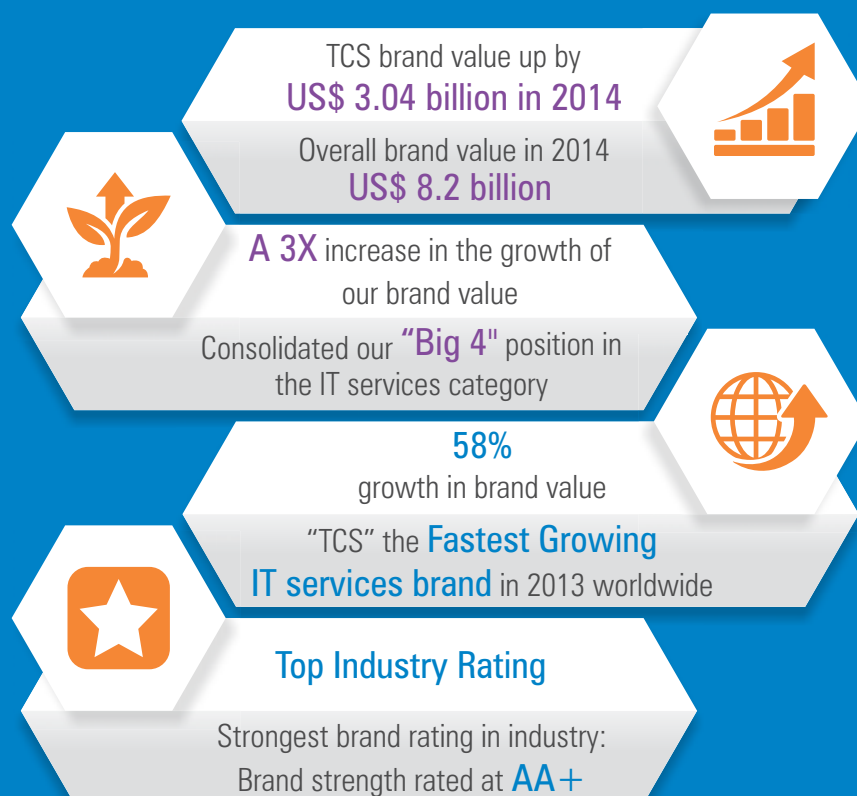 TCS brand value up by
US$ 3.04 billion in 2014
Overall brand value in 2014
US$ 8.2 billion
A 3X increase in the growth of
our brand value
Consolidated our “Big 4" position in
the IT services category
58%
growth in brand value
“TCS” the Fastest Growing
IT services brand in 2013 worldwide
Top Industry Rating
Strongest brand rating in industry:
Brand strength rated at AA+